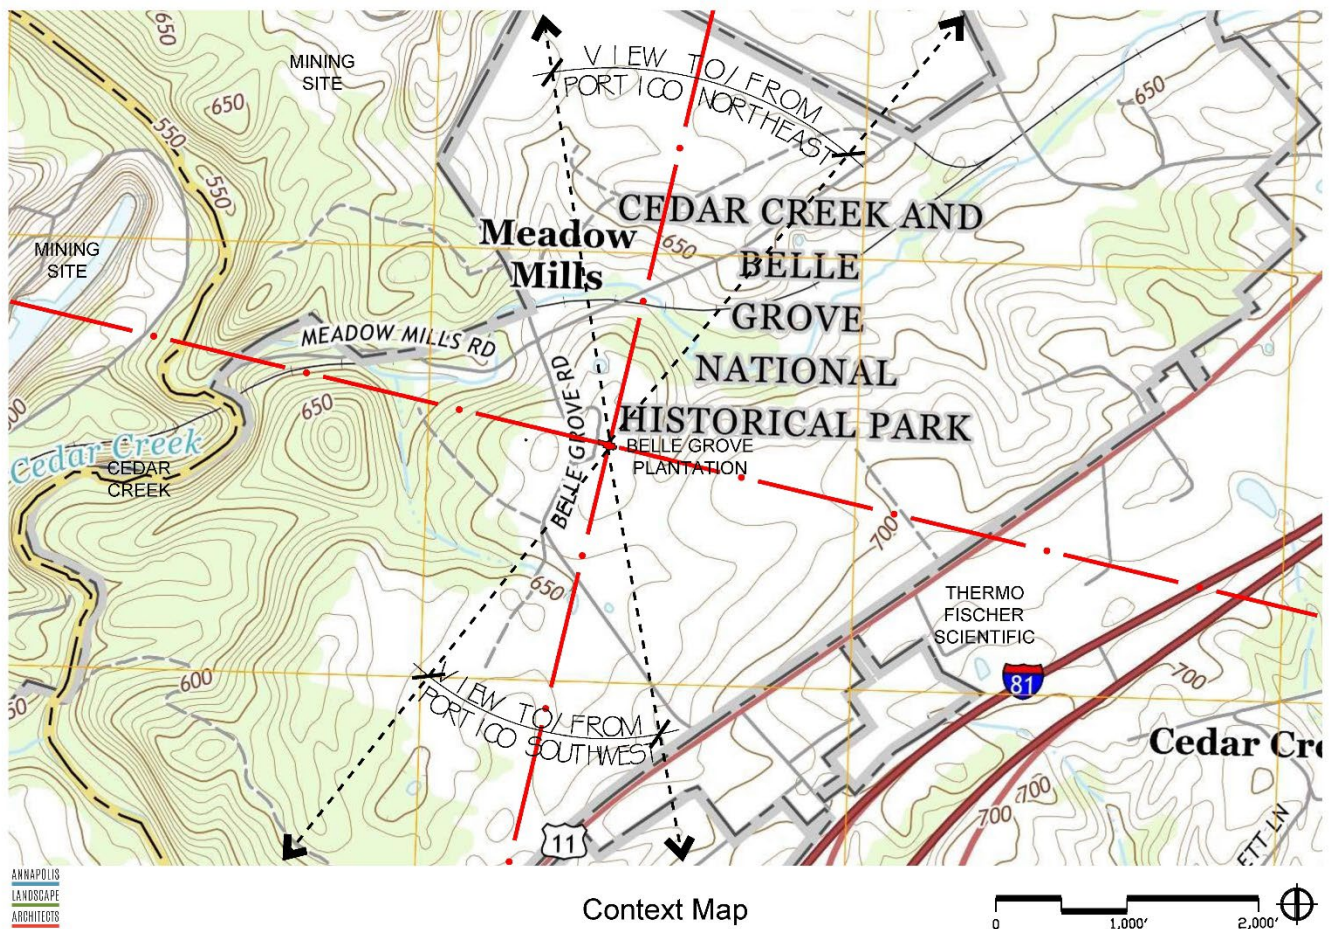 650
MINING
SITE
650
550
550
VIEW TO/FROM
PORTICO NORTHEAST
650
MINING
SITE
Meadow
Mills
650
CEDAR CREEK AND
BELLE
GROVE
NATIONAL
HISTORICAL PARK
MEADOW MILLS RD
BELLE GROVE RD
650
BELLE GROVE
PLANTATION
Cedar Creek
CEDAR
CREEK
700
650
THERMO
FISCHER
SCIENTIFIC
81
600
VIEW TO/FROM
PORTICO SOUTHWEST
700
Cedar Cre
700
700
ETT LN
11
ANNAPOLIS
LANDSCAPE
ARCHITECTS
Context Map
0 1,000' 2,000'